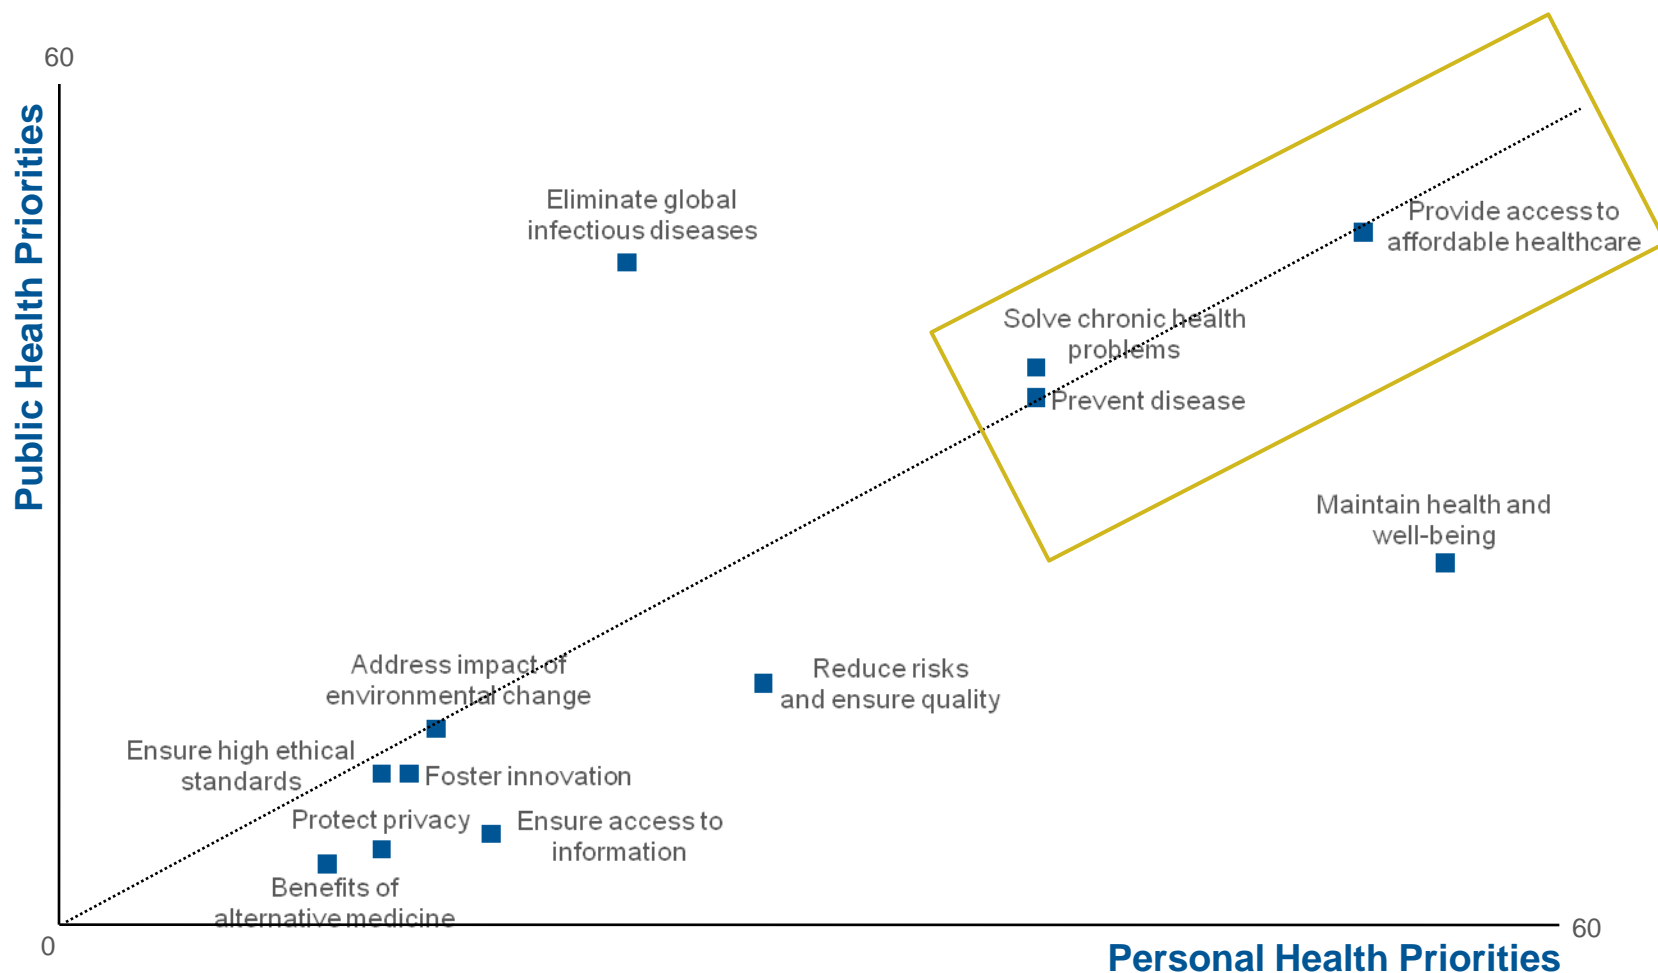 60
Public Health Priorities
Eliminate global
infectious diseases
Provide access to
affordable healthcare
Solve chronic health
problems
Prevent disease
Maintain health and
well-being
Address impact of
environmental change
Reduce risks
and ensure quality
Ensure high ethical
standards
Foster innovation
Protect privacy
Ensure access to
information
Benefits of
alternative medicine
0
60
Personal Health Priorities